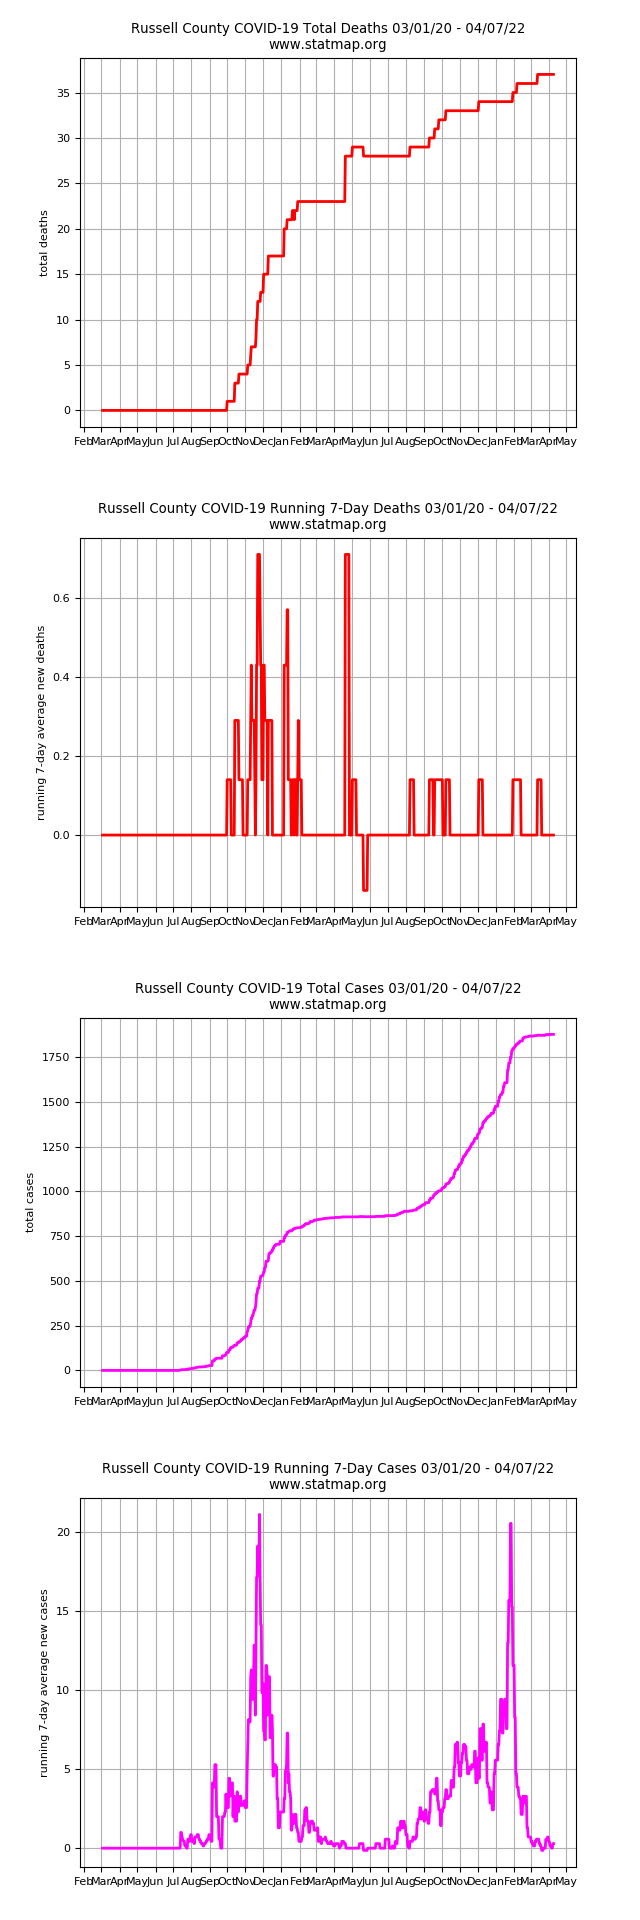 Russell County COVID-19 Total Deaths 03/01/20 - 04/07/22
www.statmap.org
35
30
25
20
15
10
5
0
total deaths
Feb Mar Apr May Jun Jul Aug Sep Oct Nov Dec Jan Feb Mar Apr May Jun Jul Aug Sep Oct Nov Dec Jan Feb Mar Apr May
Russell County COVID-19 Running 7-Day Deaths 03/01/20 - 04/07/22
www.statmap.org
0.6
0.4
0.2
0.0
running 7-day average new deaths
Feb Mar Apr May Jun Jul Aug Sep Oct Nov Dec Jan Feb Mar Apr May Jun Jul Aug Sep Oct Nov Dec Jan Feb Mar Apr May
Russell County COVID-19 Total Cases 03/01/20 - 04/07/22
www.statmap.org
1750
1500
1250
1000
750
500
250
0
total cases
Feb Mar Apr May Jun Jul Aug Sep Oct Nov Dec Jan Feb Mar Apr May Jun Jul Aug Sep Oct Nov Dec Jan Feb Mar Apr May
Russell County COVID-19 Running 7-Day Cases 03/01/20 - 04/07/22
www.statmap.org
20
15
10
5
0
running 7-day average new cases
Feb Mar Apr May Jun Jul Aug Sep Oct Nov Dec Jan Feb Mar Apr May Jun Jul Aug Sep Oct Nov Dec Jan Feb Mar Apr May